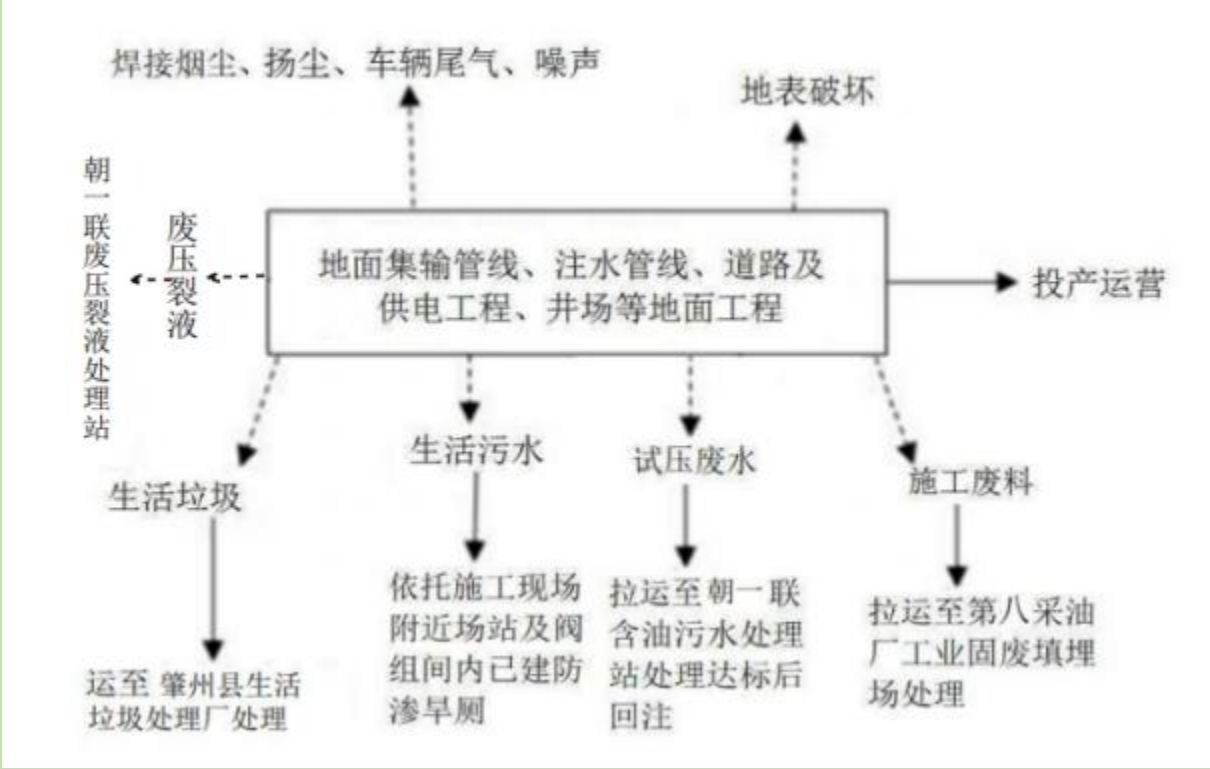 焊接烟尘、扬尘、车辆尾气、噪声
地表破坏
朝一联废压裂液处理站
废压裂液
地面集输管线、注水管线、道路及
供电工程、井场等地面工程
投产运营
生活垃圾
生活污水
试压废水
施工废料
运至 肇州县生活
垃圾处理厂处理
依托施工现场
附近场站及阀
组间内已建防
渗旱厕
拉运至朝一联
含油污水处理
站处理达标后
回注
拉运至第八采油
厂工业固废填埋
场处理